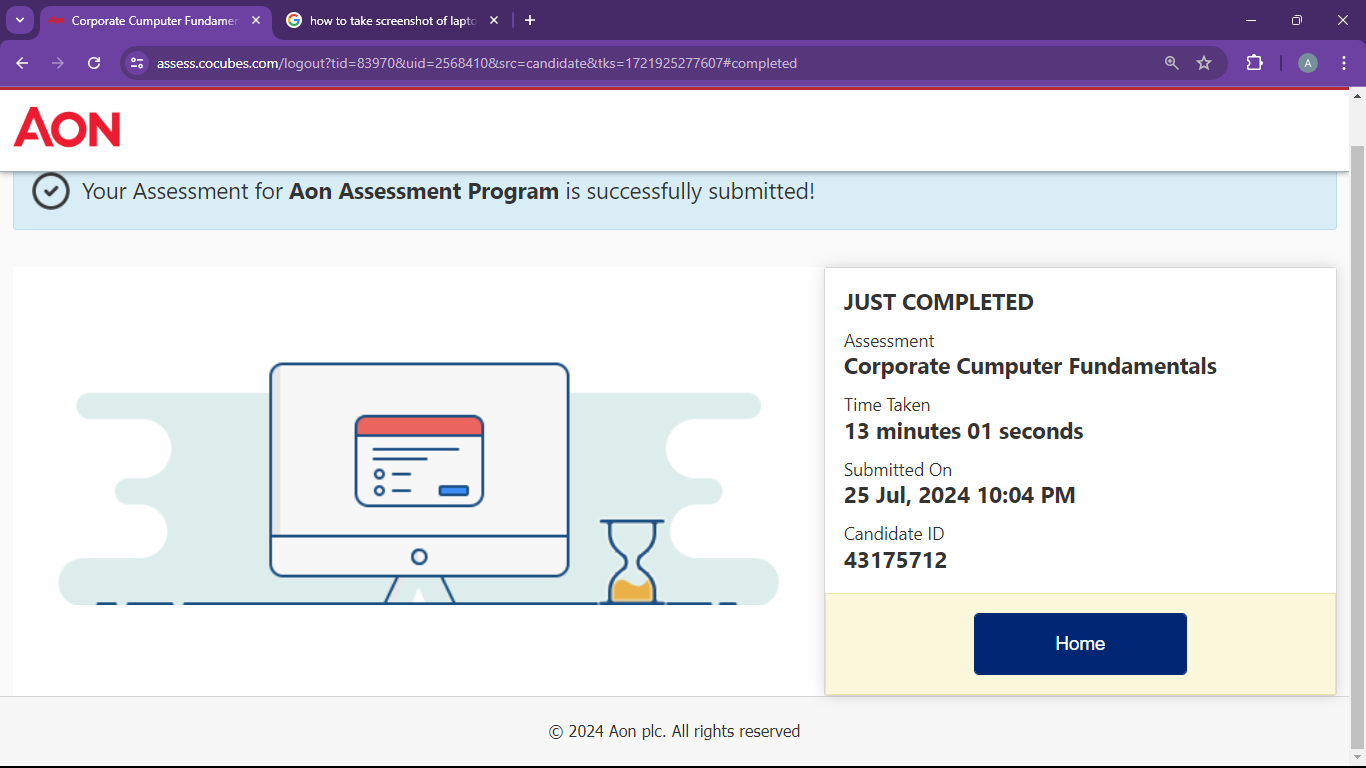 Corporate Cumputer Fundamen
how to take screenshot of lapto
assess.cocubes.com/logout?tid=83970&uid=2568410&src=candidate&tks=1721925277607#completed
A
AON
Your Assessment for Aon Assessment Program is successfully submitted!
JUST COMPLETED
Assessment
Corporate Cumputer Fundamentals
Time Taken
13 minutes 01 seconds
Submitted On
25 Jul, 2024 10:04 PM
Candidate ID
43175712
Home
© 2024 Aon plc. All rights reserved